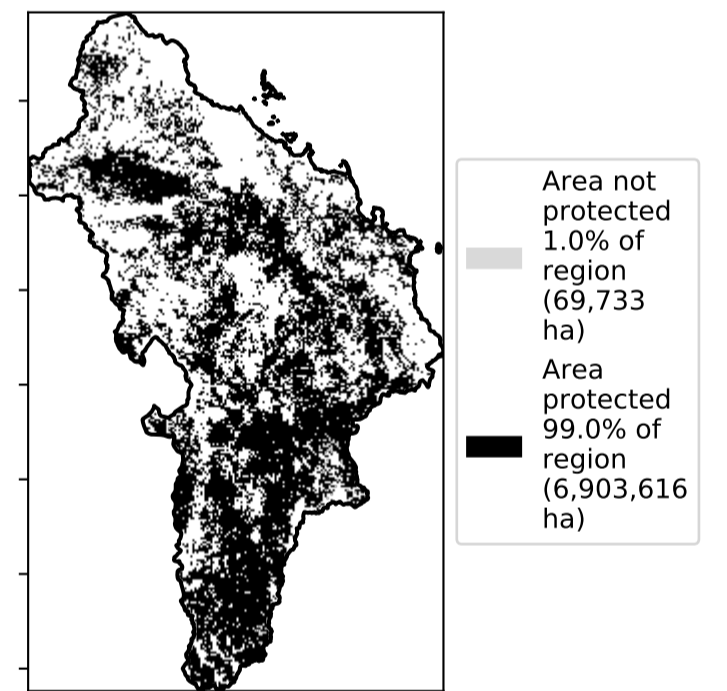 Area not
protected
1.0% of
region
(69,733
ha)
Area
protected
99.0% of
region
(6,903,616
ha)